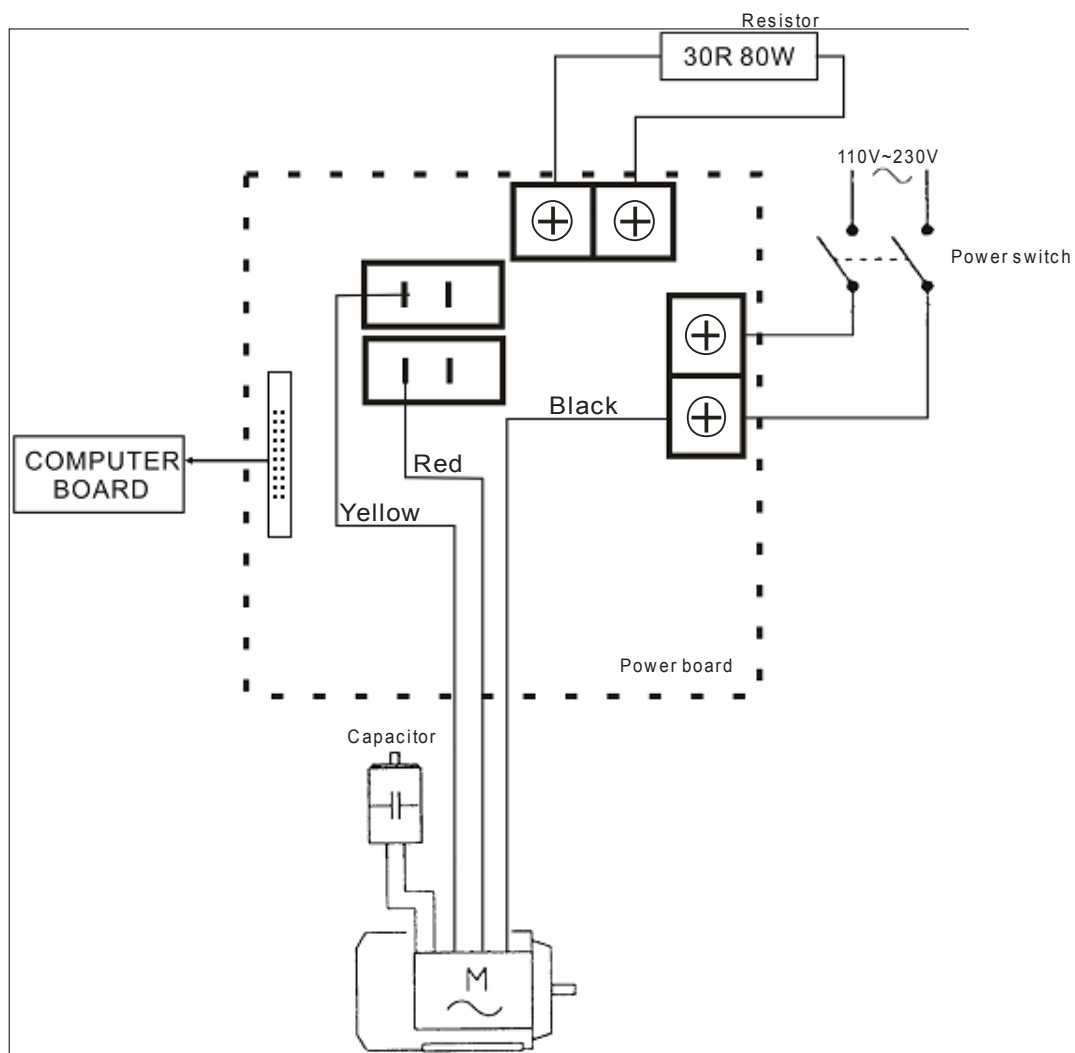 Resistor
30R 80W
110V~230V
Power switch
Black
Red
COMPUTER
BOARD
Yellow
Power board
Capacitor
M